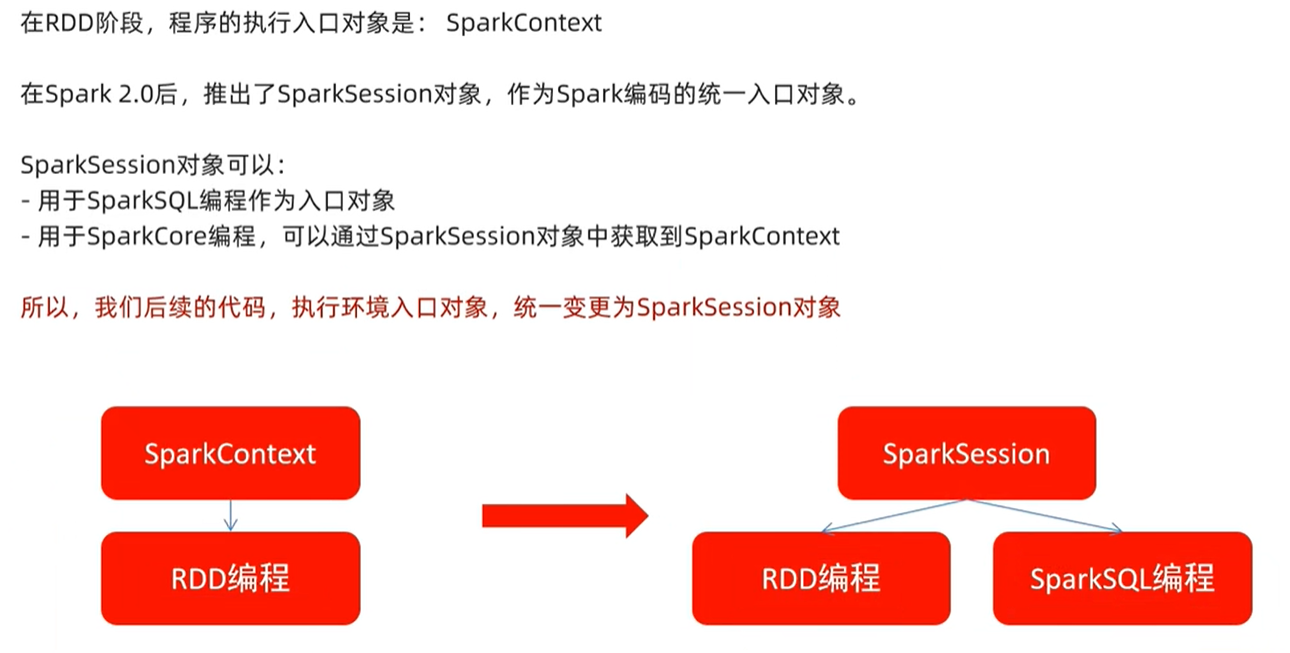 在RDD阶段，程序的执行入口对象是： SparkContext
在Spark 2.0后，推出了SparkSession对象，作为Spark编码的统一入口对象。
SparkSession对象可以：
- 用于SparkSQL编程作为入口对象
- 用于SparkCore编程，可以通过SparkSession对象中获取到SparkContext
所以，我们后续的代码，执行环境入口对象，统一变更为SparkSession对象
SparkContext
RDD编程
SparkSession
RDD编程
SparkSQL编程